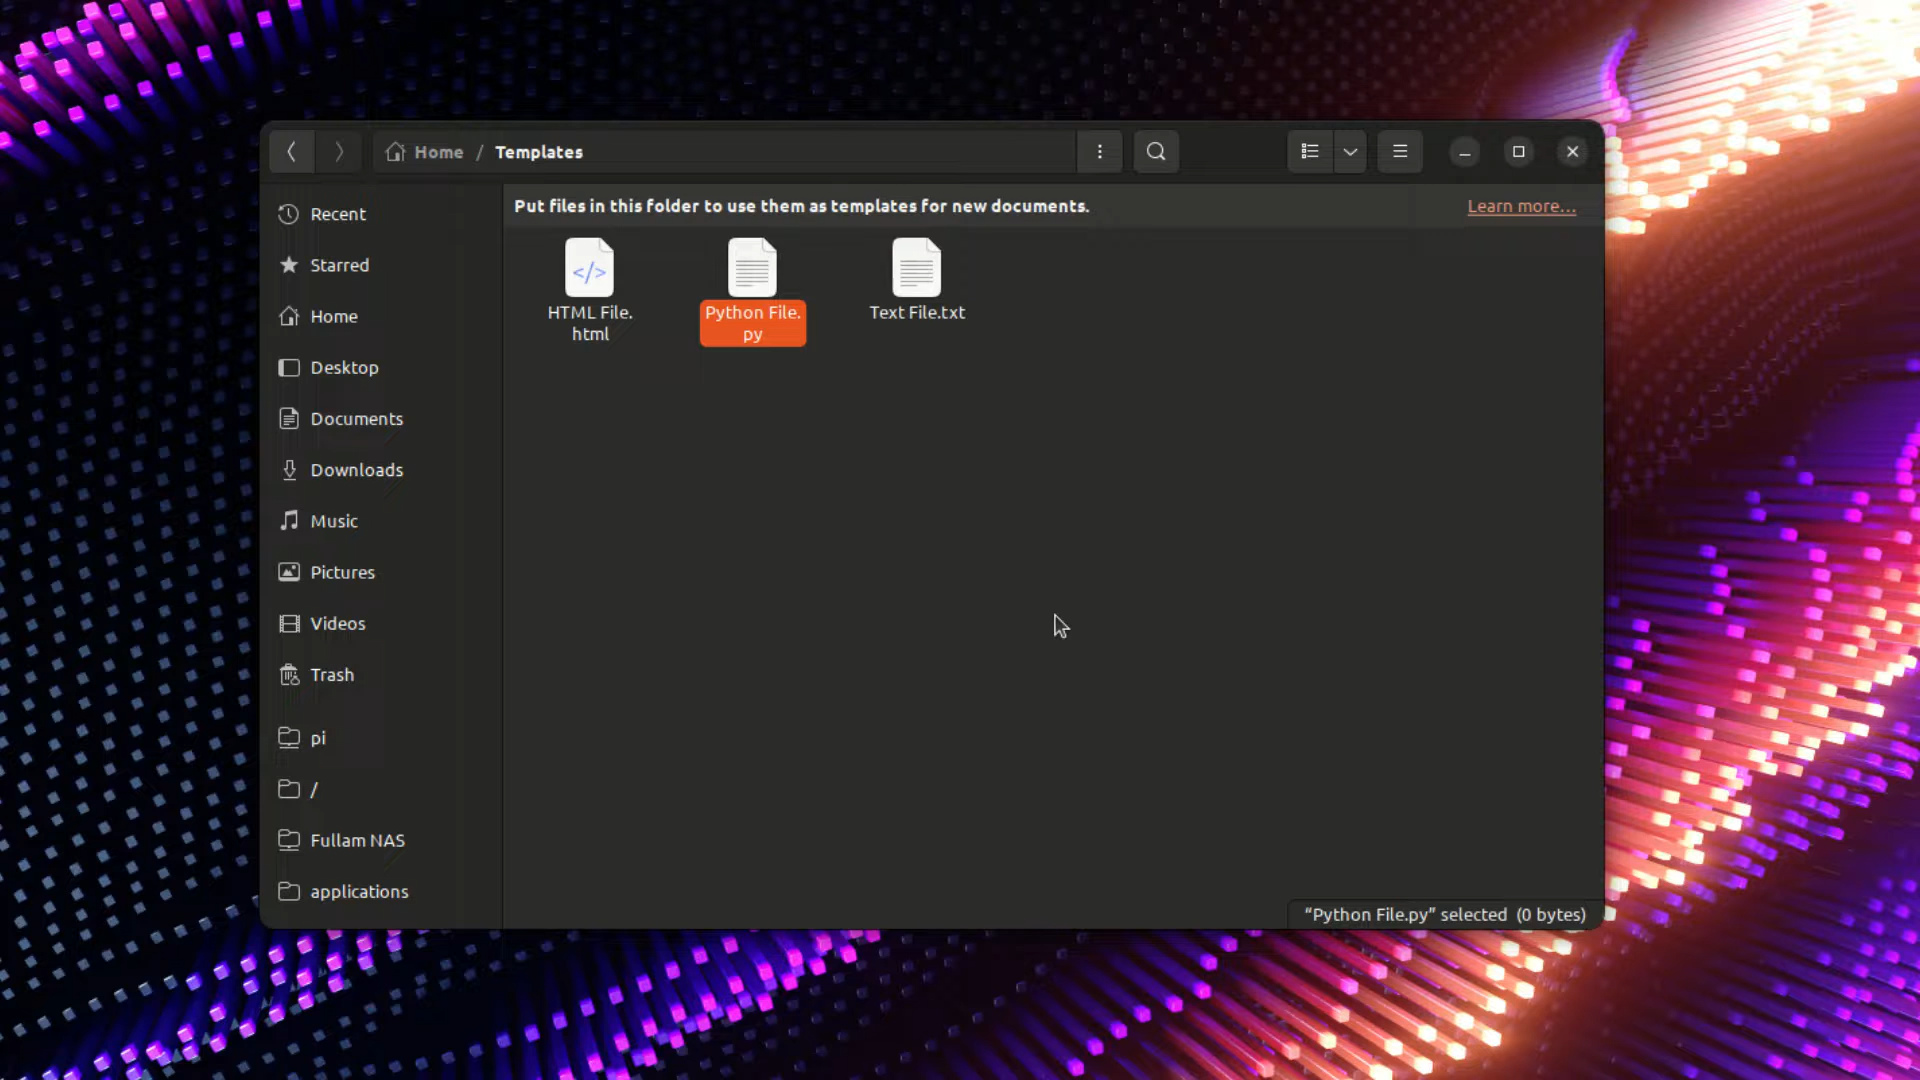 Home / Templates
Recent
Starred
Home
Desktop
Documents
Downloads
Music
Pictures
Videos
Trash
pi
/
Fullam NAS
applications
Put files in this folder to use them as templates for new documents.
Learn more...
HTML File.
html
Python File.
py
Text File.txt
“Python File.py” selected (0 bytes)